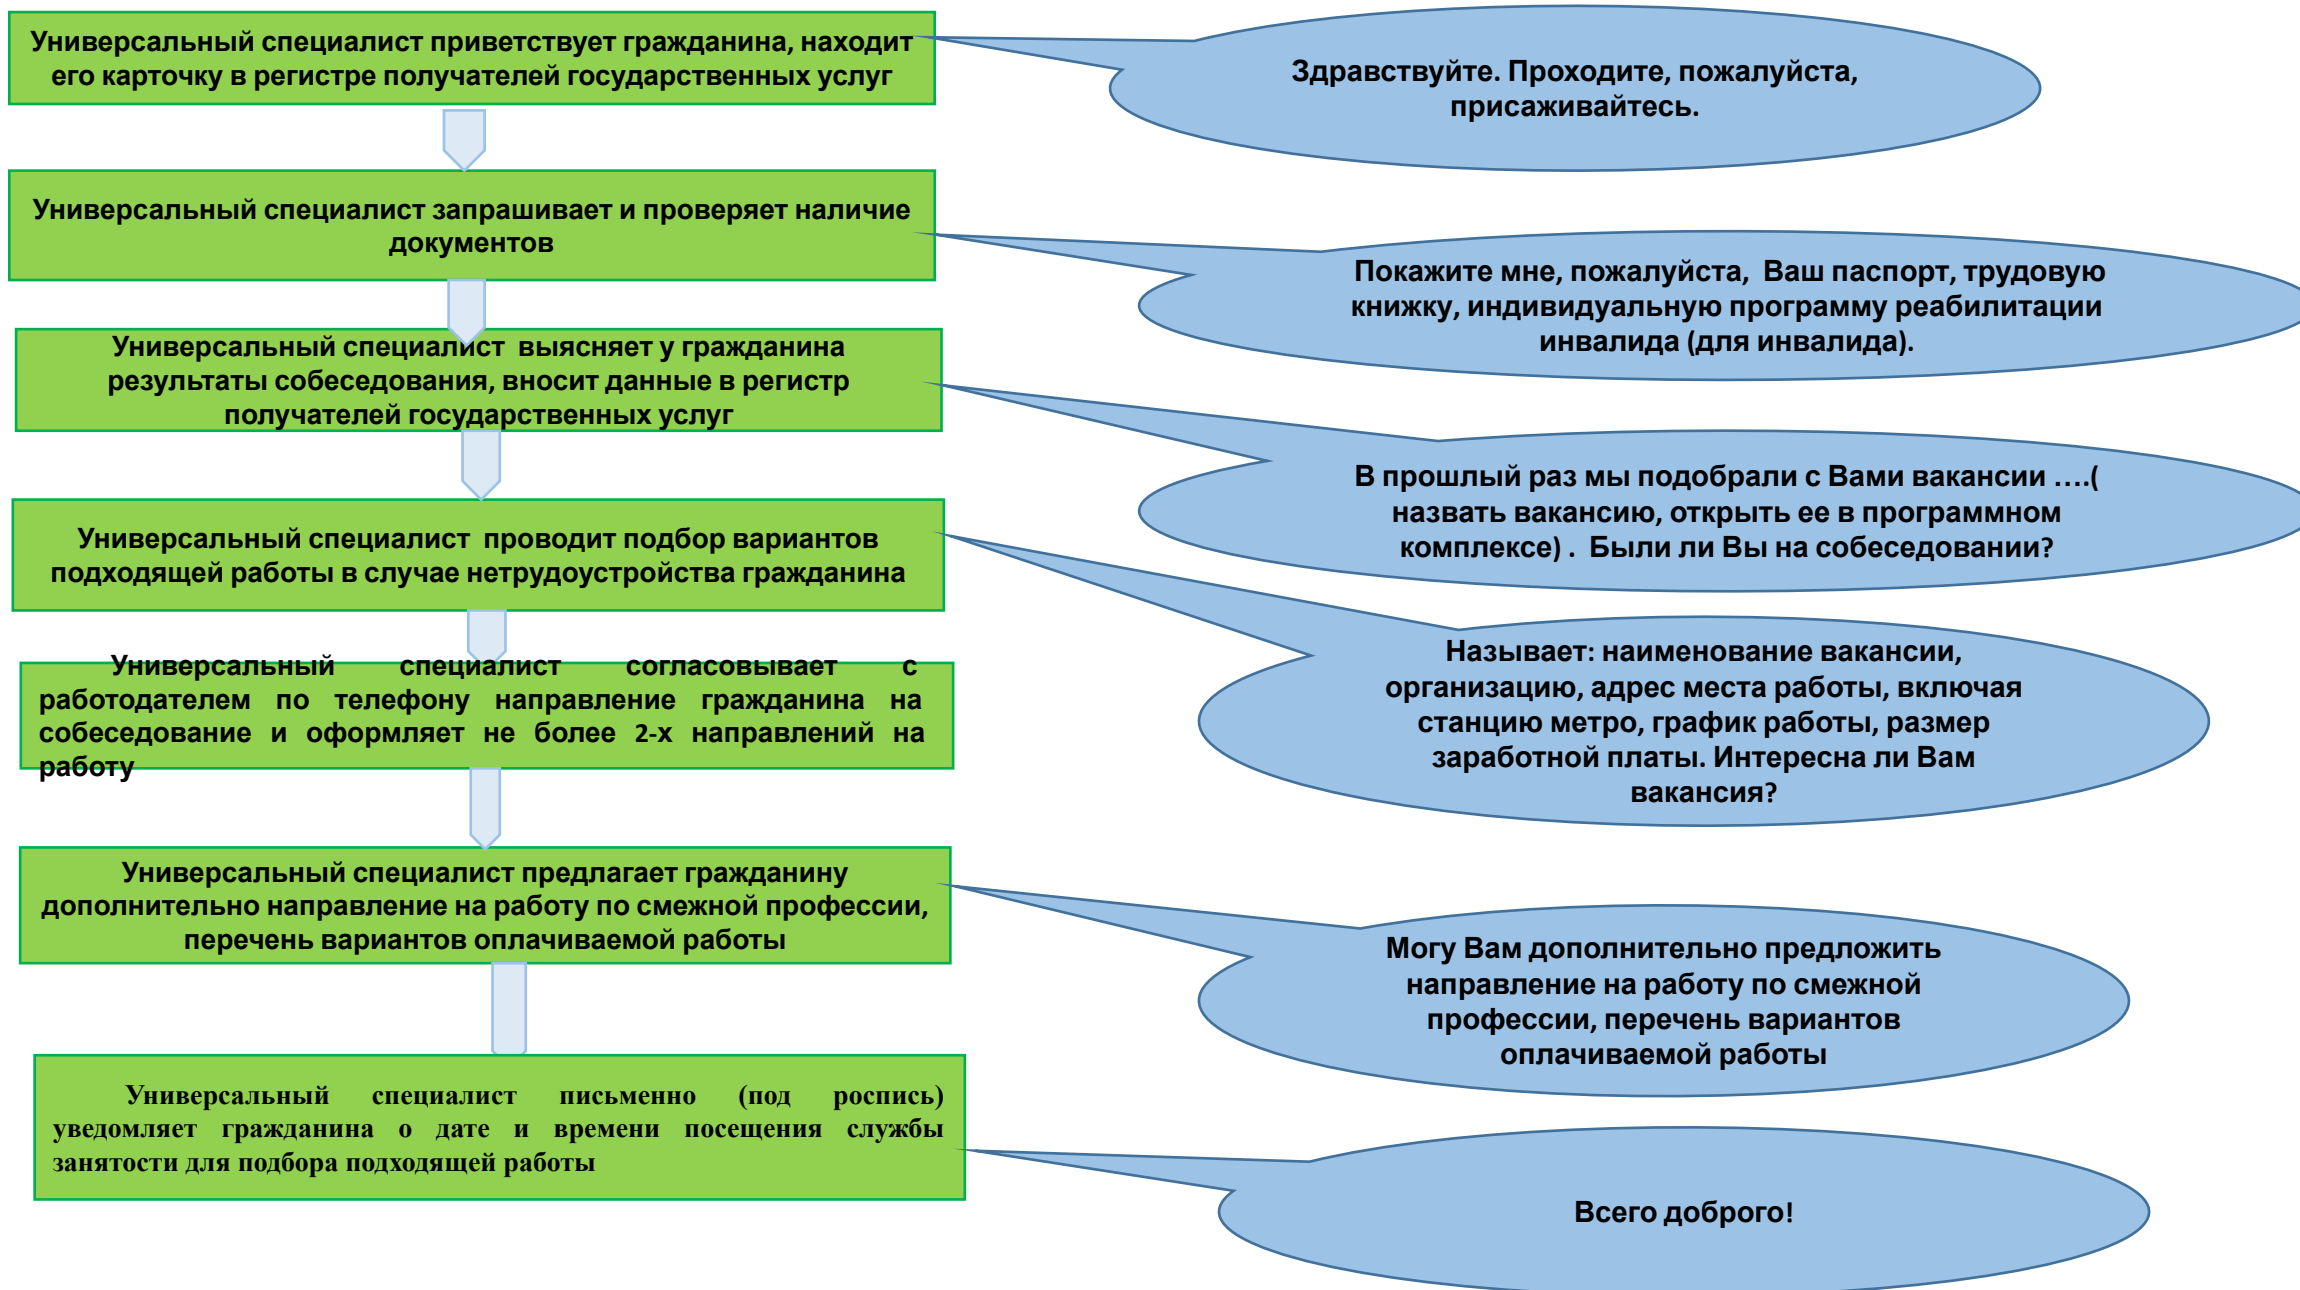 Универсальный специалист приветствует гражданина, находит
его карточку в регистре получателей государственных услуг
Здравствуйте. Проходите, пожалуйста,
присаживайтесь.
Универсальный специалист запрашивает и проверяет наличие
документов
Покажите мне, пожалуйста, Ваш паспорт, трудовую
книжку, индивидуальную программу реабилитации
инвалида (для инвалида).
Универсальный специалист выясняет у гражданина
результаты собеседования, вносит данные в регистр
получателей государственных услуг
В прошлый раз мы подобрали с Вами вакансии ….(
назвать вакансию, открыть ее в программном
комплексе) . Были ли Вы на собеседовании?
Универсальный специалист проводит подбор вариантов
подходящей работы в случае нетрудоустройства гражданина
Называет: наименование вакансии,
организацию, адрес места работы, включая
станцию метро, график работы, размер
заработной платы. Интересна ли Вам
вакансия?
Универсальный специалист согласовывает с
работодателем по телефону направление гражданина на
собеседование и оформляет не более 2-х направлений на
работу
Универсальный специалист предлагает гражданину
дополнительно направление на работу по смежной профессии,
перечень вариантов оплачиваемой работы
Могу Вам дополнительно предложить
направление на работу по смежной
профессии, перечень вариантов
оплачиваемой работы
Универсальный специалист письменно (под роспись)
уведомляет гражданина о дате и времени посещения службы
занятости для подбора подходящей работы
Всего доброго!